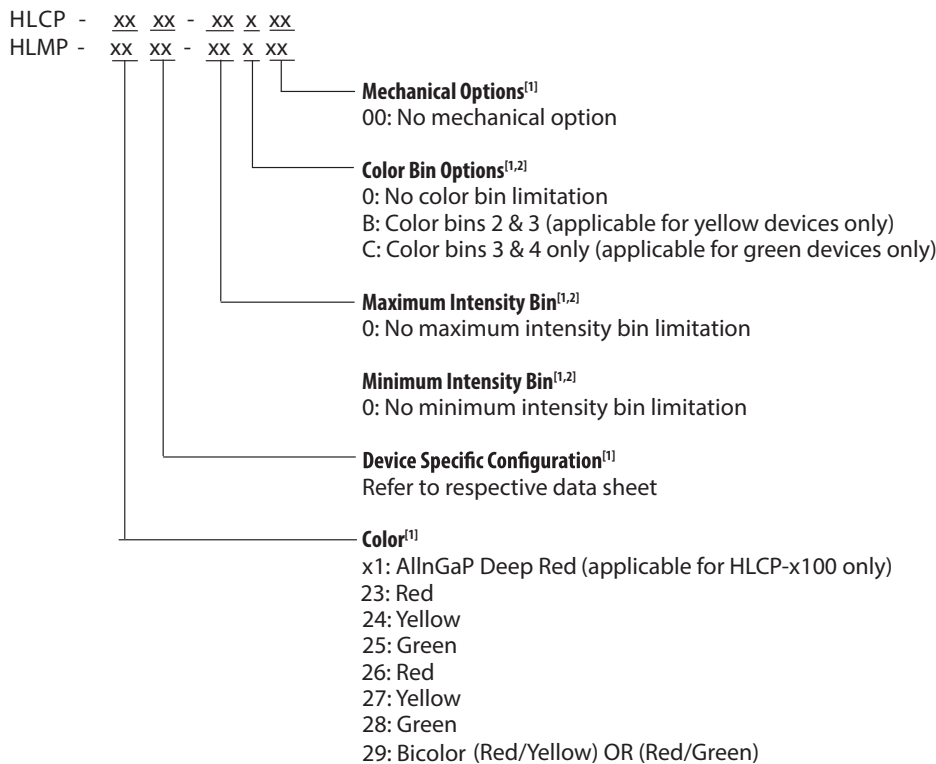 HLCP - xx xx - xx x xx
HLMP - xx xx - xx x xx
Mechanical Options[1]
00: No mechanical option
Color Bin Options[1,2]
0: No color bin limitation
B: Color bins 2 & 3 (applicable for yellow devices only)
C: Color bins 3 & 4 only (applicable for green devices only)
Maximum Intensity Bin[1,2]
0: No maximum intensity bin limitation
Minimum Intensity Bin[1,2]
0: No minimum intensity bin limitation
Device Specific Configuration[1]
Refer to respective data sheet
Color[1]
x1: AlInGaP Deep Red (applicable for HLCP-x100 only)
23: Red
24: Yellow
25: Green
26: Red
27: Yellow
28: Green
29: Bicolor (Red/Yellow) OR (Red/Green)